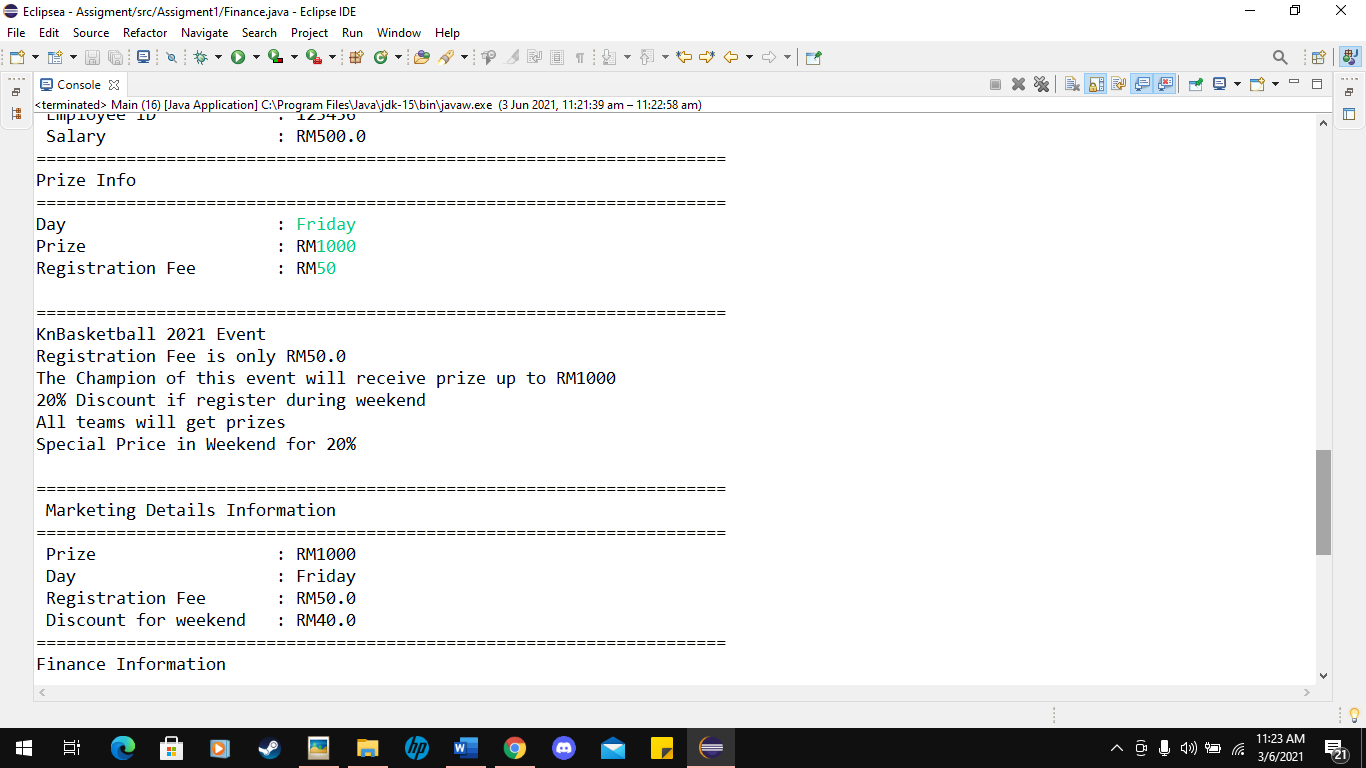 Eclipsea - Assigment/src/Assigment1/Finance.java - Eclipse IDE
File Edit Source Refactor Navigate Search Project Run Window Help
Console
<terminated> Main (16) [Java Application] C:\Program Files\Java\jdk-15\bin\javaw.exe (3 Jun 2021, 11:21:39 am – 11:22:58 am)
Employee ID : 123456
Salary : RM500.0
=====================================================================
Prize Info
=====================================================================
Day : Friday
Prize : RM1000
Registration Fee : RM50
=====================================================================
KnBasketball 2021 Event
Registration Fee is only RM50.0
The Champion of this event will receive prize up to RM1000
20% Discount if register during weekend
All teams will get prizes
Special Price in Weekend for 20%
=====================================================================
Marketing Details Information
=====================================================================
Prize : RM1000
Day : Friday
Registration Fee : RM50.0
Discount for weekend : RM40.0
=====================================================================
Finance Information
11:23 AM
3/6/2021
21